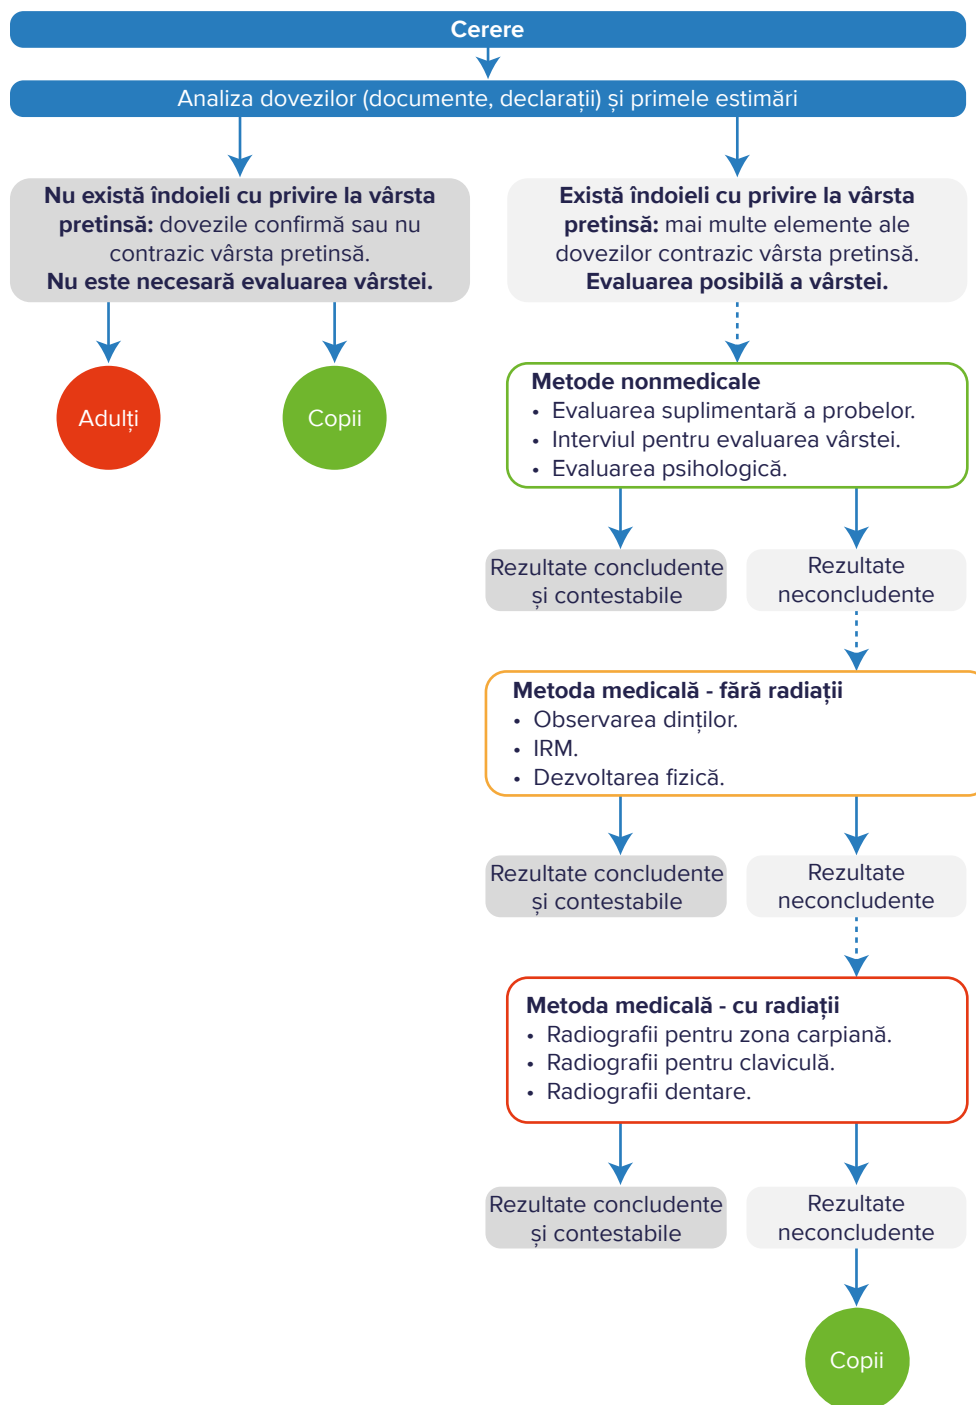 Cerere
Analiza dovezilor (documente, declarații) și primele estimări
Nu există îndoieli cu privire la vârsta
pretinsă: dovezile confirmă sau nu
contrazic vârsta pretinsă.
Nu este necesară evaluarea vârstei.
Există îndoieli cu privire la vârsta
pretinsă: mai multe elemente ale
dovezilor contrazic vârsta pretinsă.
Evaluarea posibilă a vârstei.
Adulți
Copii
Metode nonmedicale
• Evaluarea suplimentară a probelor.
• Interviul pentru evaluarea vârstei.
• Evaluarea psihologică.
Rezultate concludente
și contestabile
Rezultate
neconcludente
Metoda medicală - fără radiații
• Observarea dinților.
• IRM.
• Dezvoltarea fizică.
Rezultate concludente
și contestabile
Rezultate
neconcludente
Metoda medicală - cu radiații
• Radiografii pentru zona carpiană.
• Radiografii pentru claviculă.
• Radiografii dentare.
Rezultate concludente
și contestabile
Rezultate
neconcludente
Copii